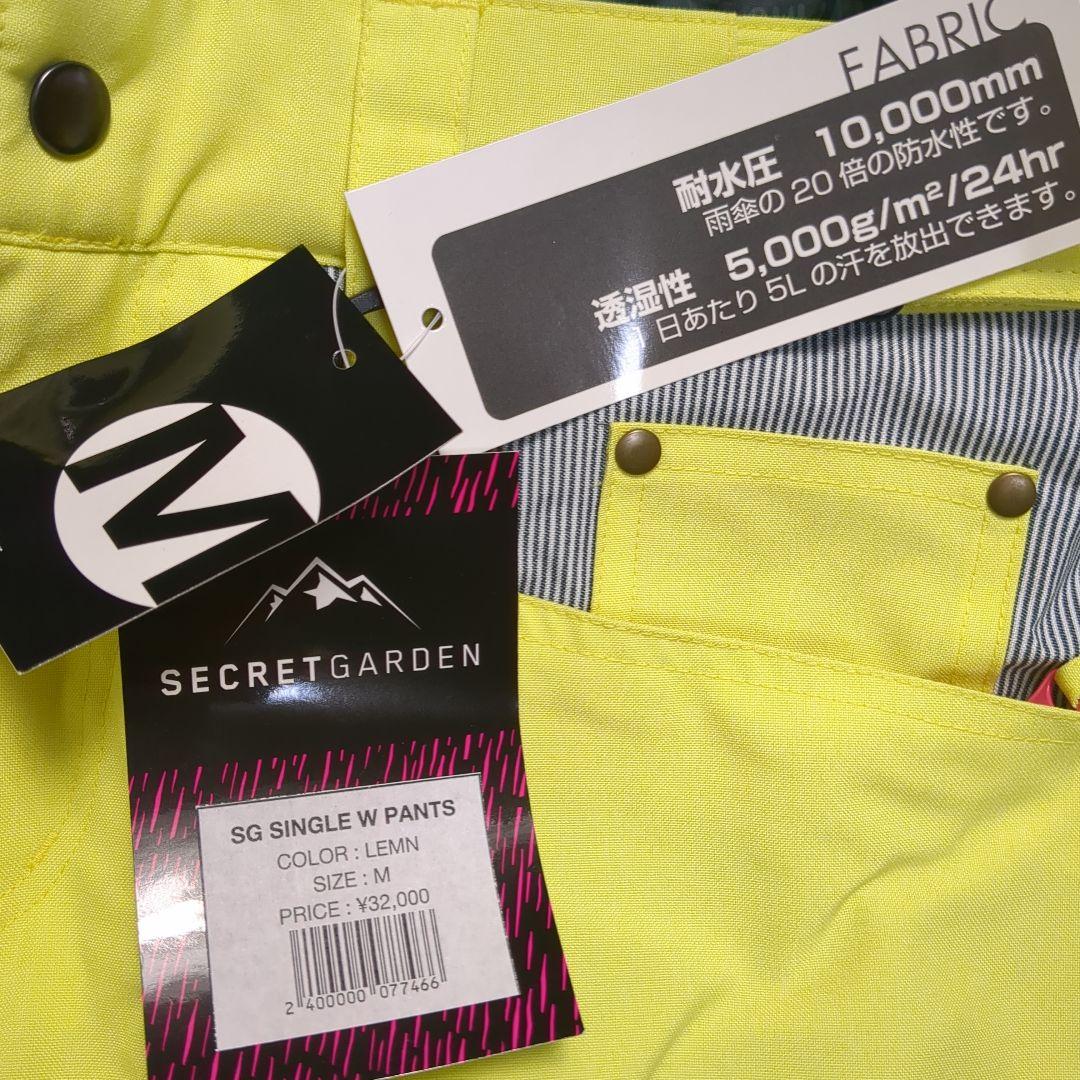 FABRIC
耐水圧 10,000mm
雨傘の 20 倍の防水性です。
透湿性 5,000g/m²/24hr
一日あたり 5L の汗を放出できます。
M
SECRETGARDEN
SG SINGLE W PANTS
COLOR : LEMN
SIZE : M
PRICE : ¥32,000
2 400000 077466